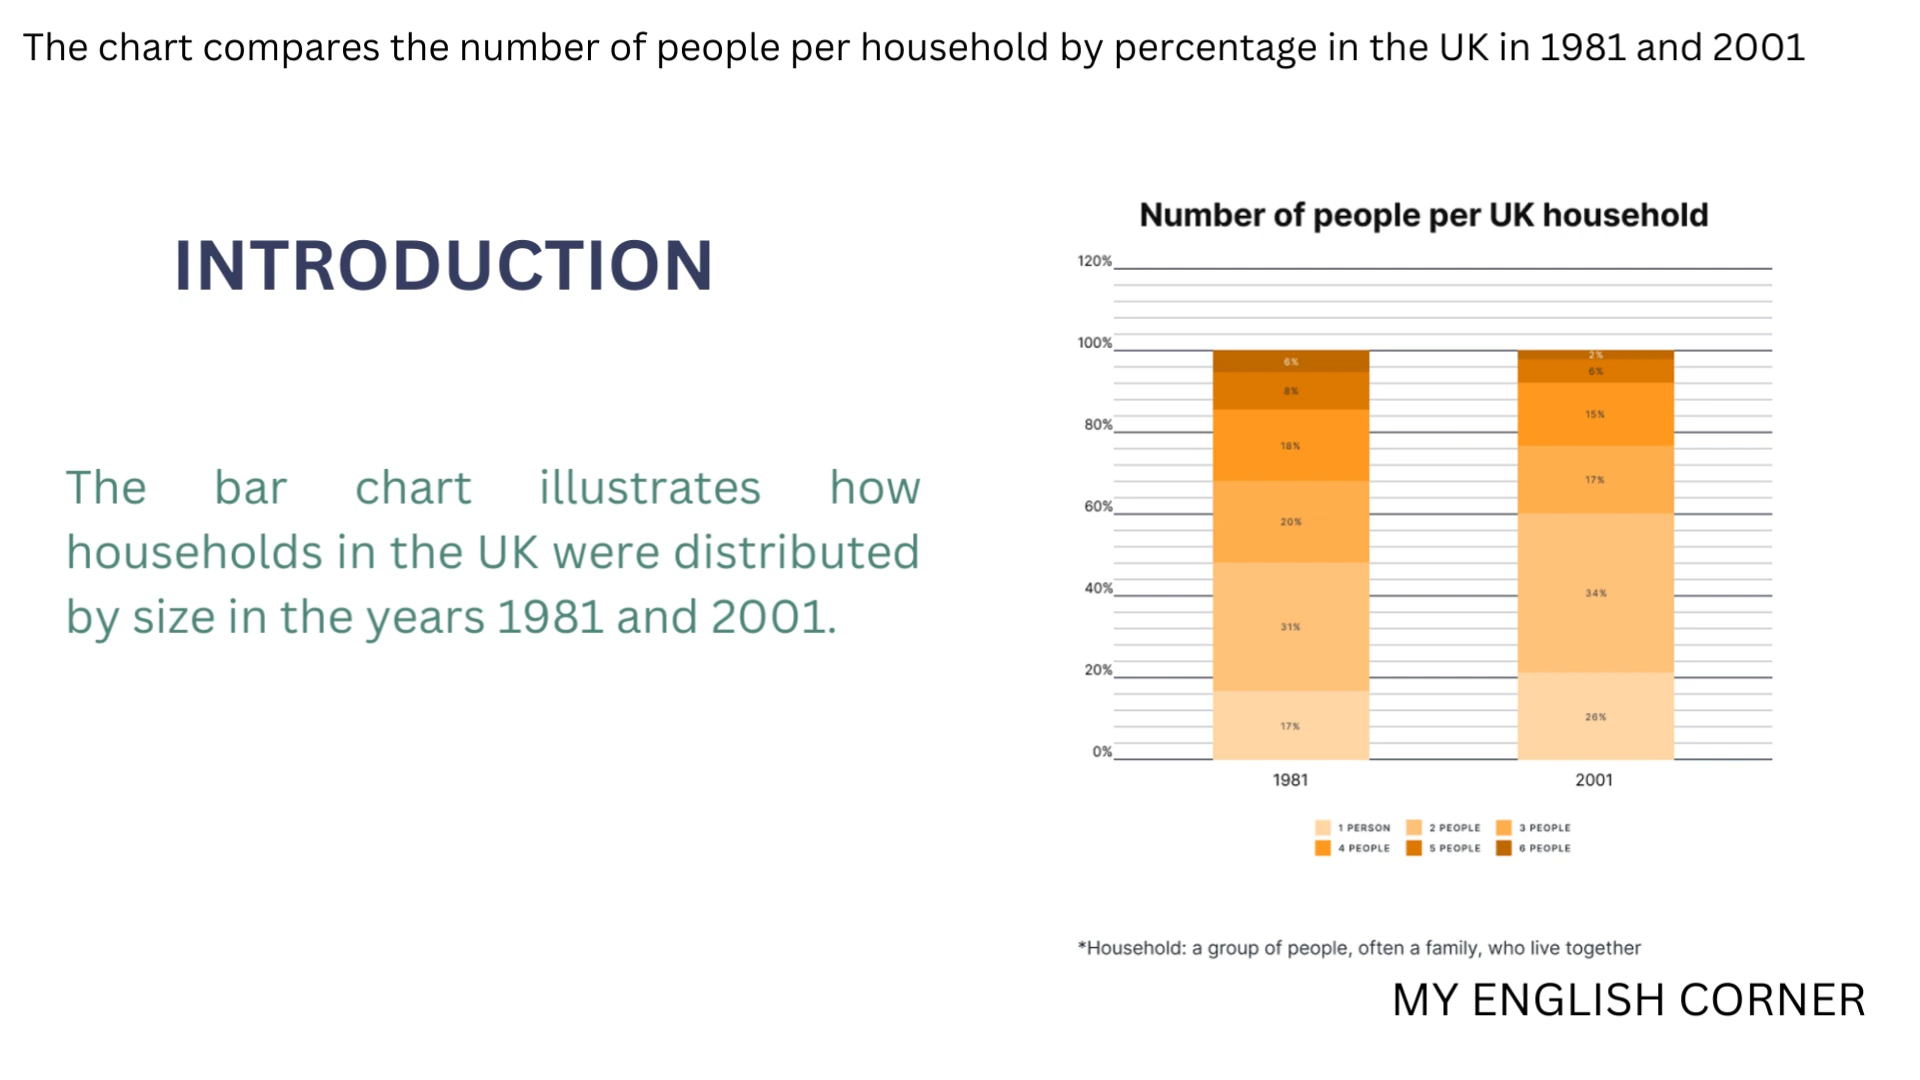 The chart compares the number of people per household by percentage in the UK in 1981 and 2001
INTRODUCTION
The bar chart illustrates how
households in the UK were distributed
by size in the years 1981 and 2001.
Number of people per UK household
120%
100%
80%
60%
40%
20%
0%
6%
8%
18%
20%
31%
17%
2%
6%
15%
17%
34%
26%
1981 2001
1 PERSON 2 PEOPLE 3 PEOPLE
4 PEOPLE 5 PEOPLE 6 PEOPLE
*Household: a group of people, often a family, who live together
MY ENGLISH CORNER